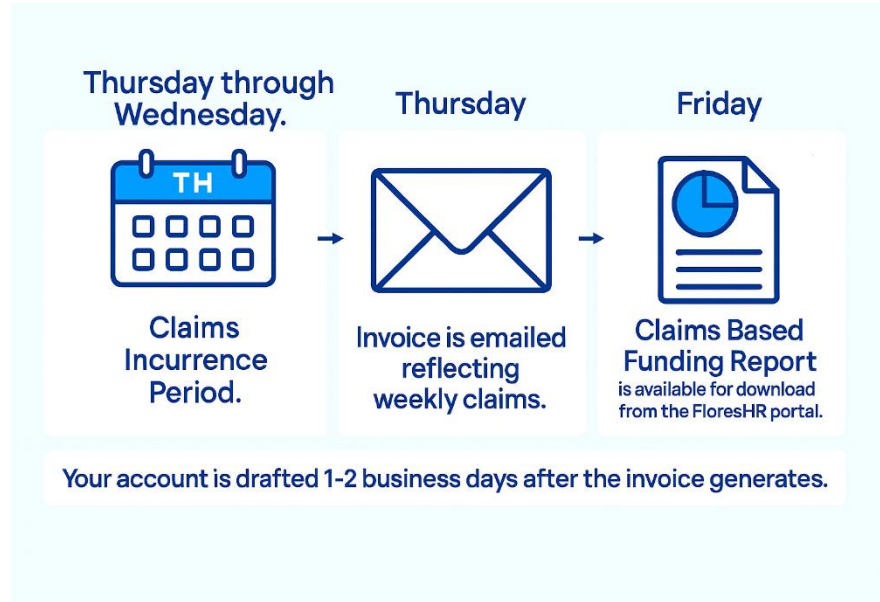 Thursday through
Wednesday.
TH
Claims
Incurrence
Period.
Thursday
Invoice is emailed
reflecting
weekly claims.
Friday
Claims Based
Funding Report
is available for download
from the FloresHR portal.
Your account is drafted 1-2 business days after the invoice generates.